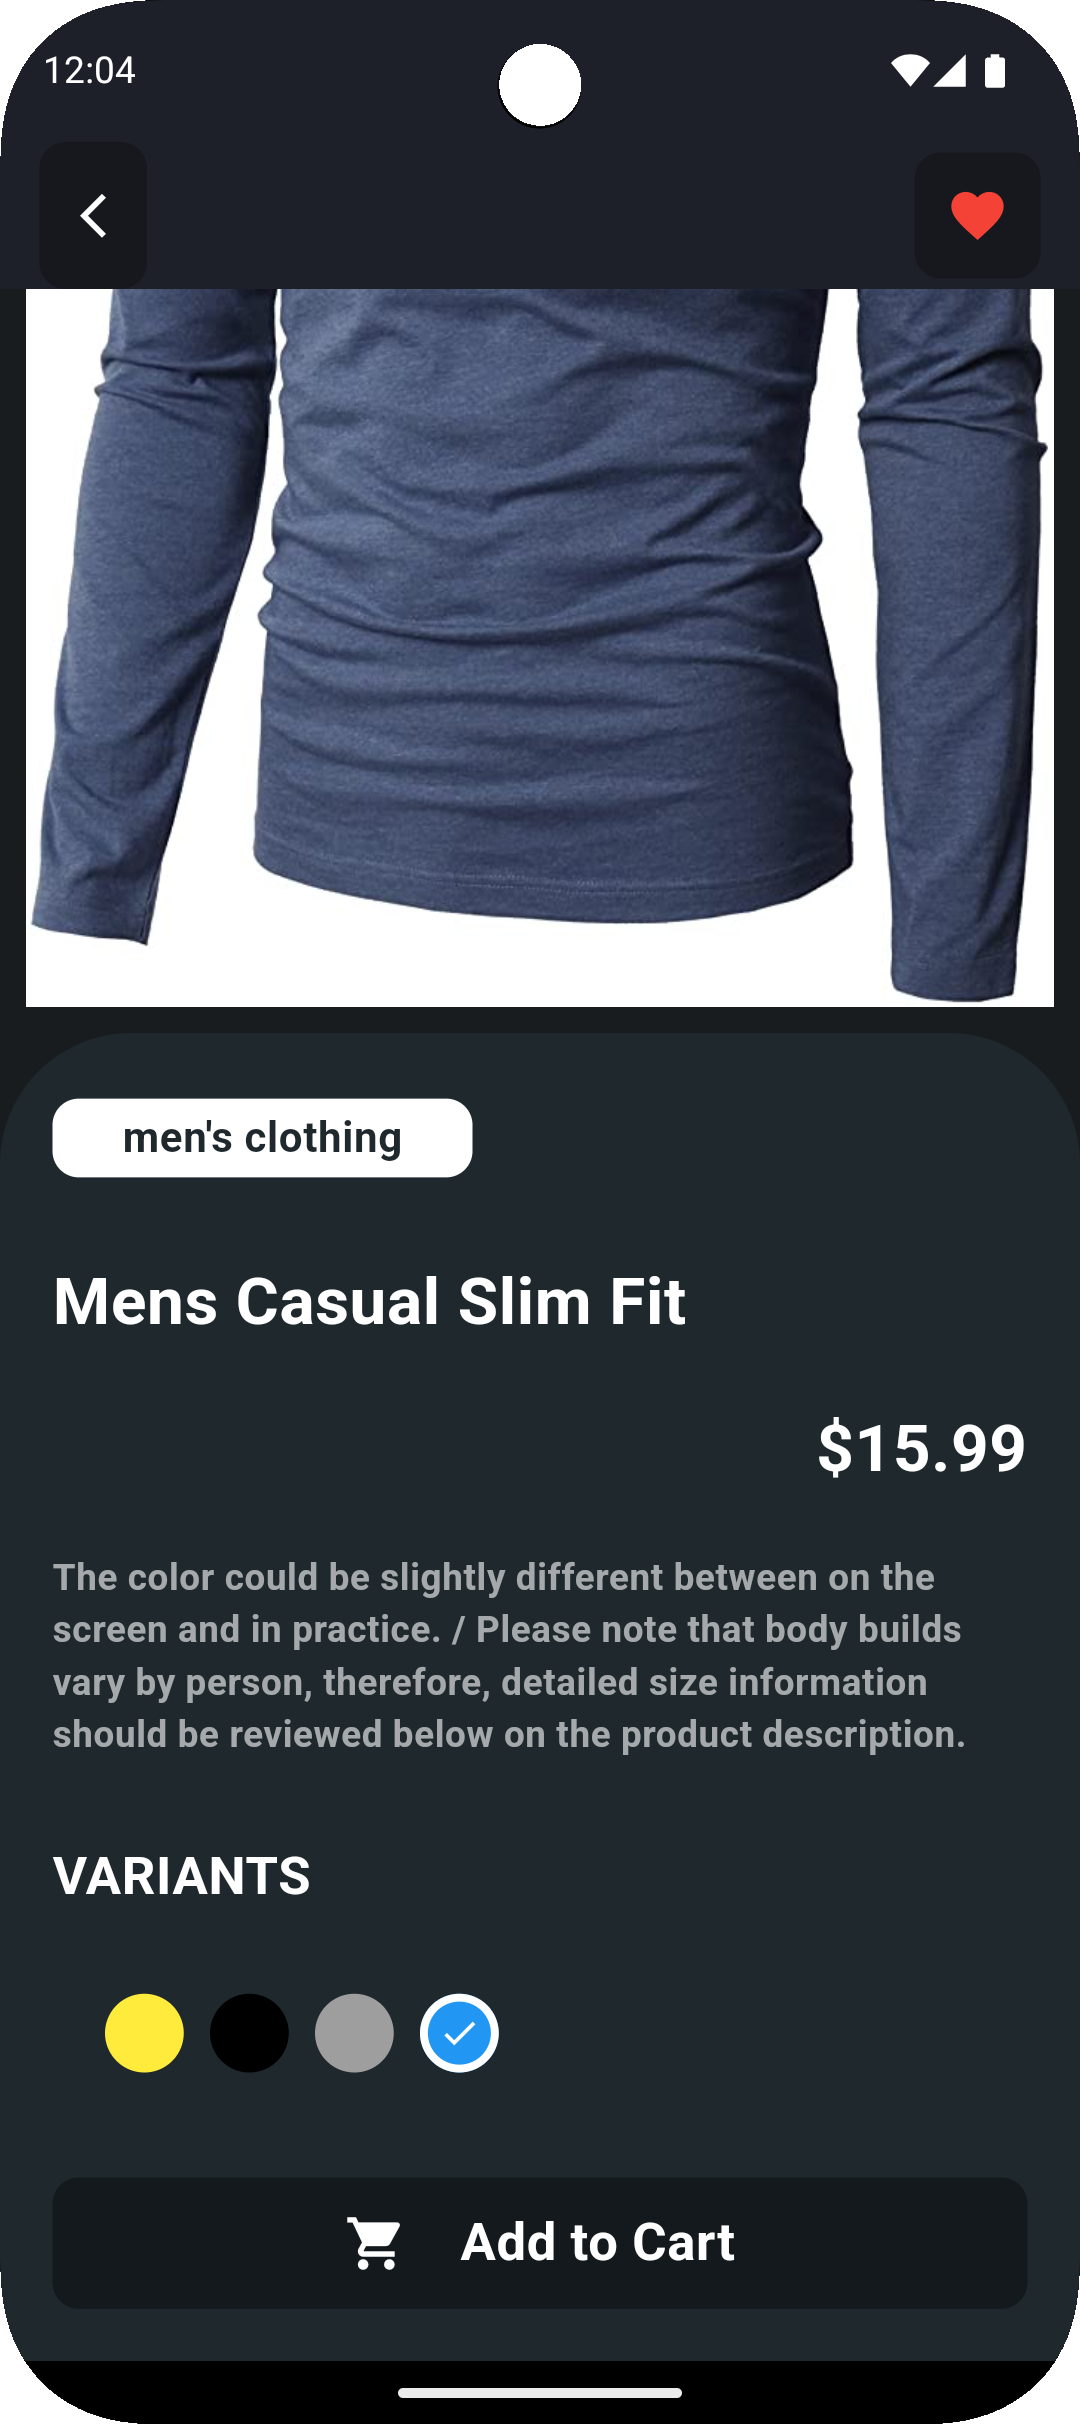 12:04
men's clothing
Mens Casual Slim Fit
$15.99
The color could be slightly different between on the
screen and in practice. / Please note that body builds
vary by person, therefore, detailed size information
should be reviewed below on the product description.
VARIANTS
Add to Cart